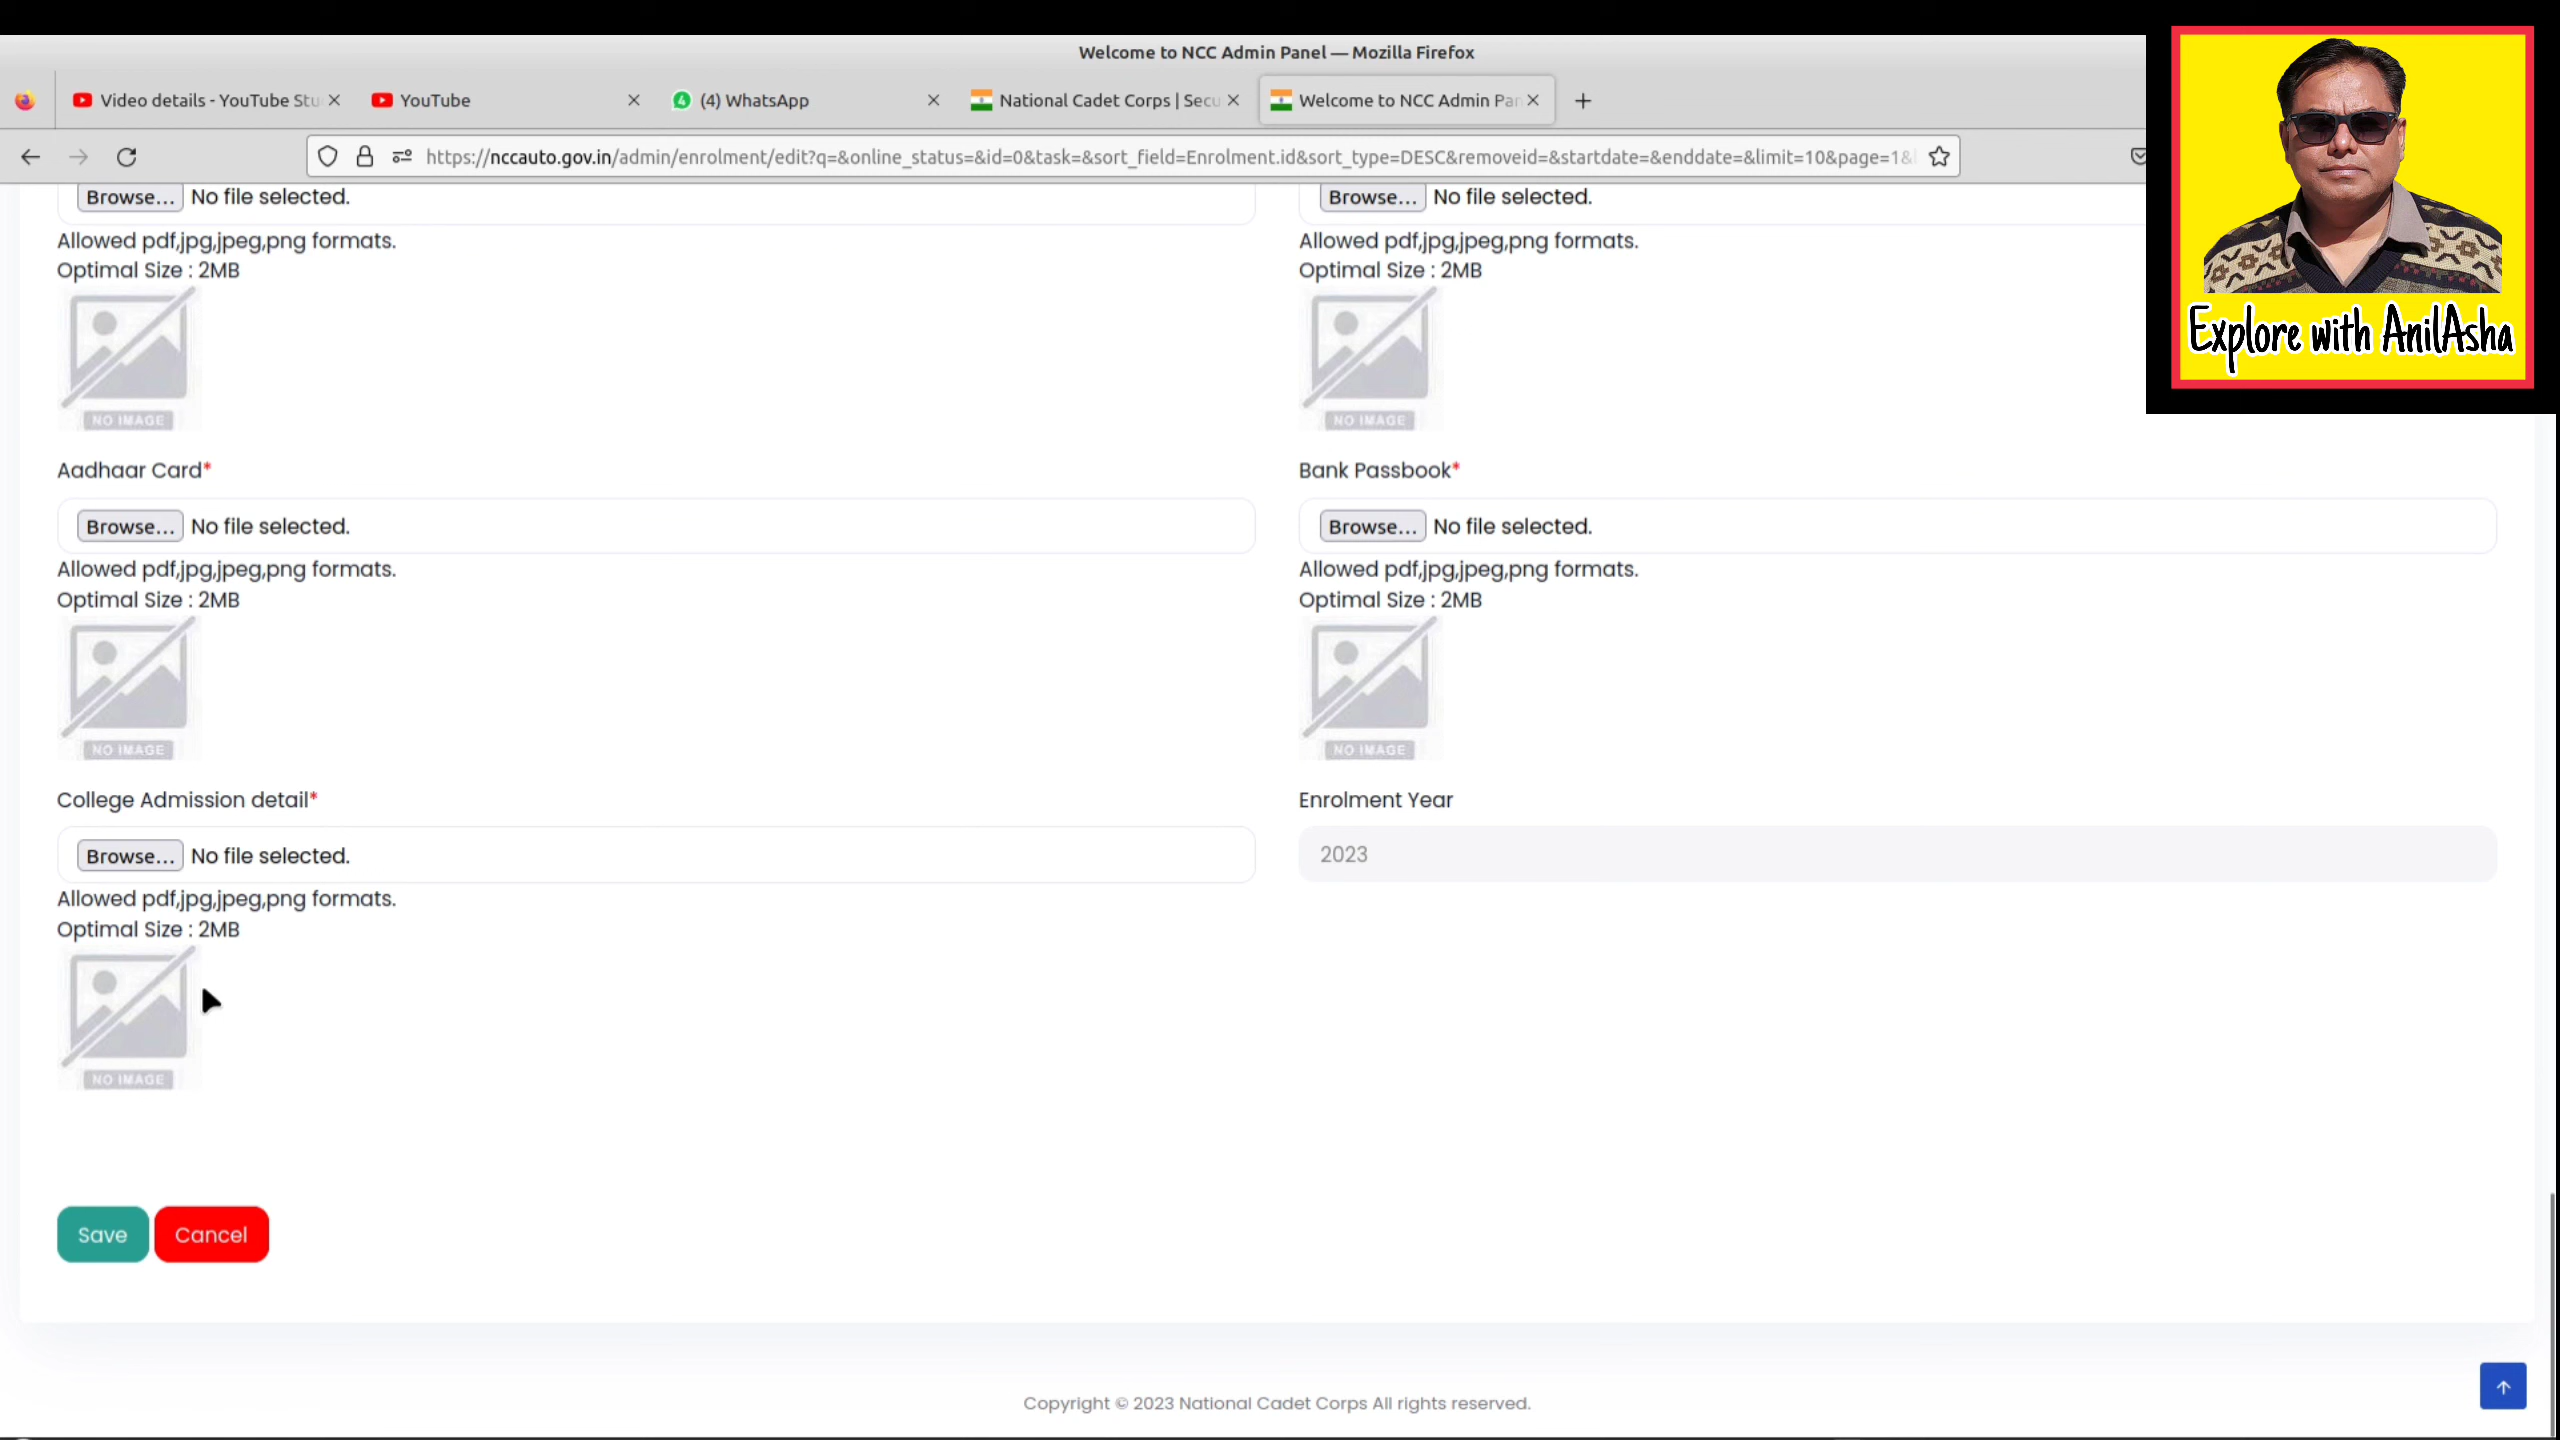 Welcome to NCC Admin Panel — Mozilla Firefox
Video details - YouTube Stu
YouTube
4 (4) WhatsApp
National Cadet Corps | Secu
Welcome to NCC Admin Pan
https://nccauto.gov.in/admin/enrolment/edit?q=&online_status=&id=0&task=&sort_field=Enrolment.id&sort_type=DESC&removeid=&startdate=&enddate=&limit=10&page=1&
Explore with AnilAsha
Browse... No file selected.
Browse... No file selected.
Allowed pdf,jpg,jpeg,png formats.
Allowed pdf,jpg,jpeg,png formats.
Optimal Size : 2MB
Optimal Size : 2MB
NO IMAGE
NO IMAGE
Aadhaar Card*
Bank Passbook*
Browse... No file selected.
Browse... No file selected.
Allowed pdf,jpg,jpeg,png formats.
Allowed pdf,jpg,jpeg,png formats.
Optimal Size : 2MB
Optimal Size : 2MB
NO IMAGE
NO IMAGE
College Admission detail*
Enrolment Year
Browse... No file selected.
2023
Allowed pdf,jpg,jpeg,png formats.
Optimal Size : 2MB
NO IMAGE
Save
Cancel
Copyright © 2023 National Cadet Corps All rights reserved.